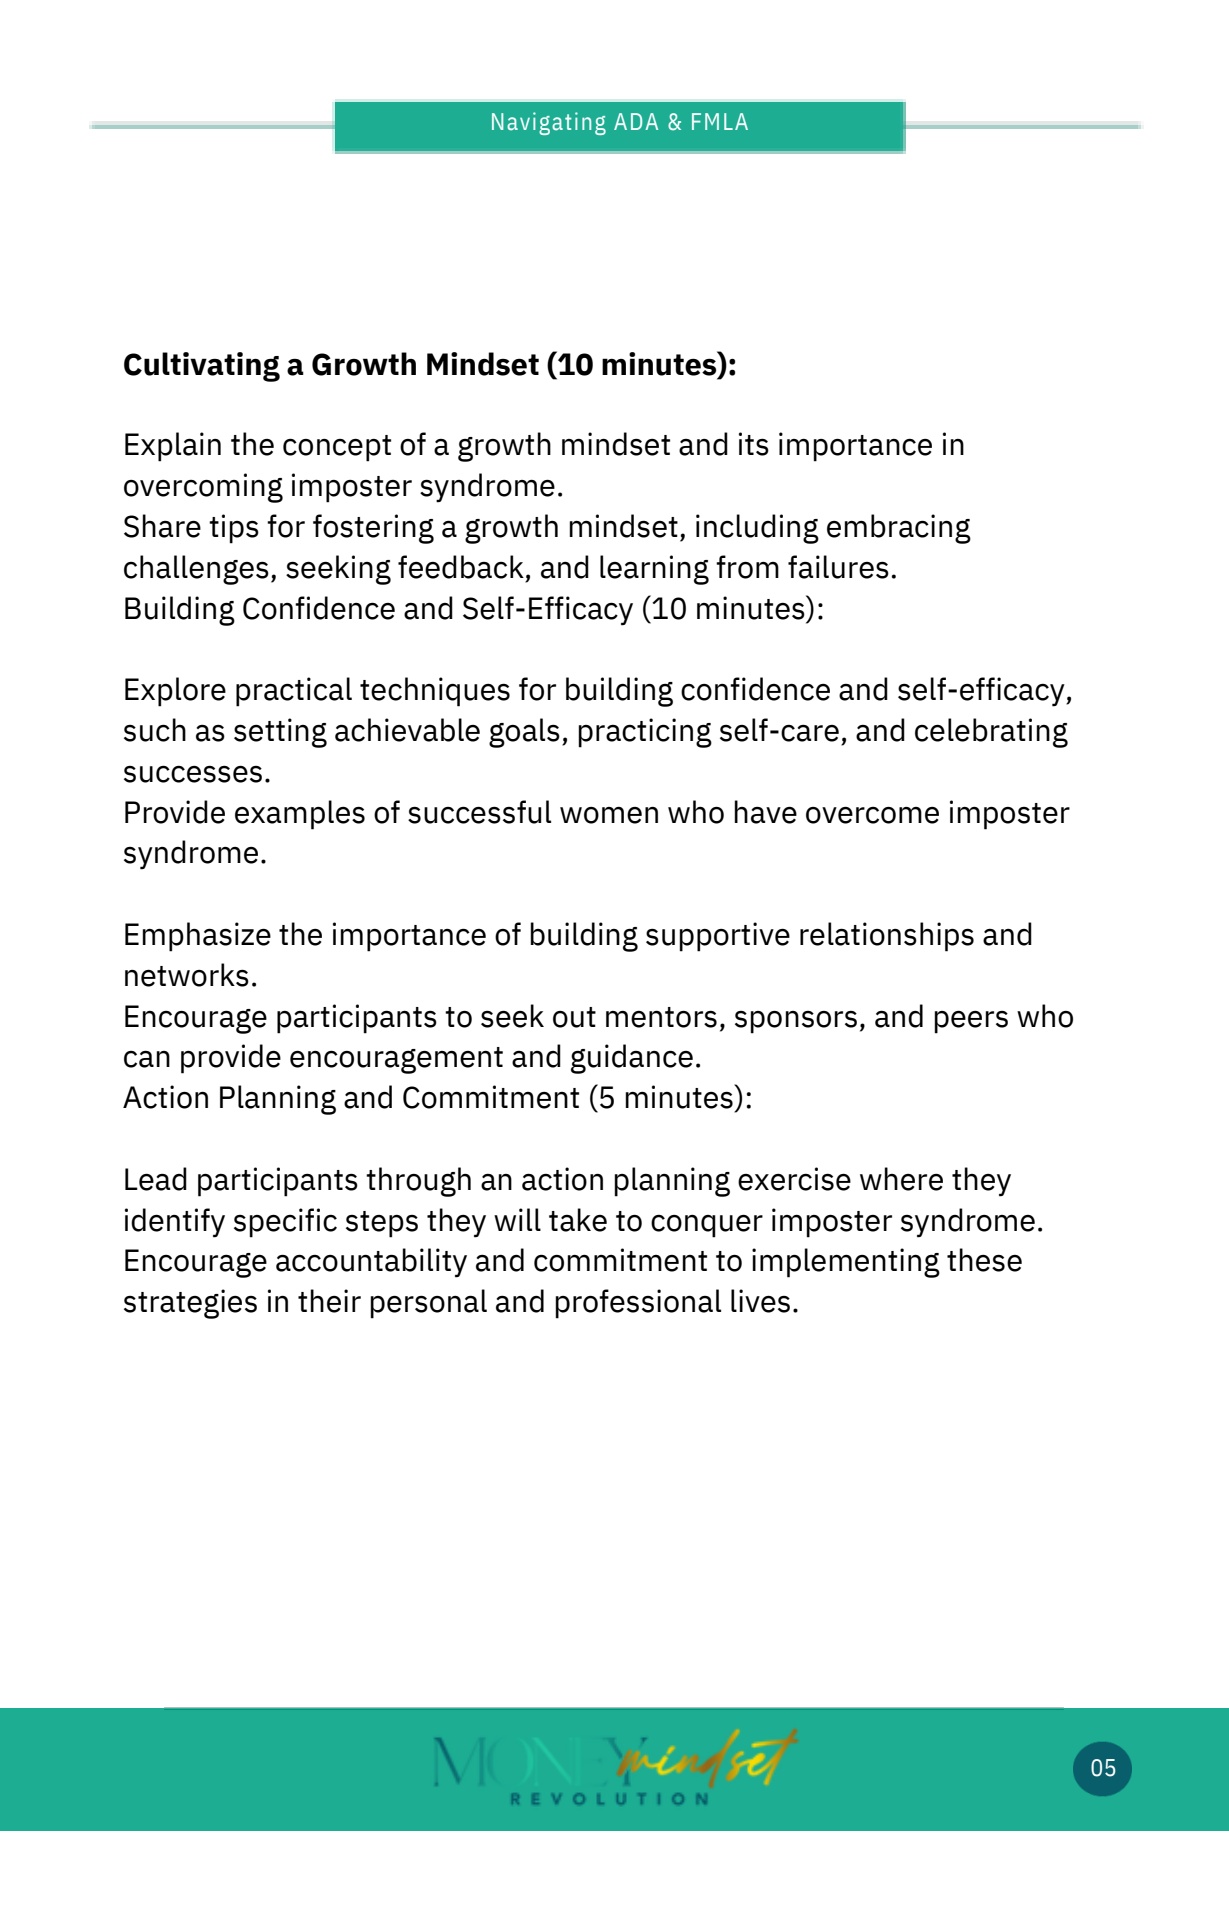 Navigating ADA & FMLA
Cultivating a Growth Mindset (10 minutes):
Explain the concept of a growth mindset and its importance in
overcoming imposter syndrome.
Share tips for fostering a growth mindset, including embracing
challenges, seeking feedback, and learning from failures.
Building Confidence and Self-Efficacy (10 minutes):
Explore practical techniques for building confidence and self-efficacy,
such as setting achievable goals, practicing self-care, and celebrating
successes.
Provide examples of successful women who have overcome imposter
syndrome.
Emphasize the importance of building supportive relationships and
networks.
Encourage participants to seek out mentors, sponsors, and peers who
can provide encouragement and guidance.
Action Planning and Commitment (5 minutes):
Lead participants through an action planning exercise where they
identify specific steps they will take to conquer imposter syndrome.
Encourage accountability and commitment to implementing these
strategies in their personal and professional lives.
MONEY mindset
REVOLUTION
05